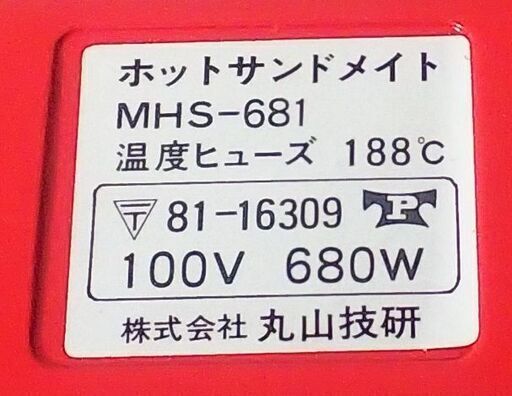 ホットサンドメイト
MHS-681
温度ヒューズ 188℃
〒 81-16309 P
100V 680W
株式会社 丸山技研